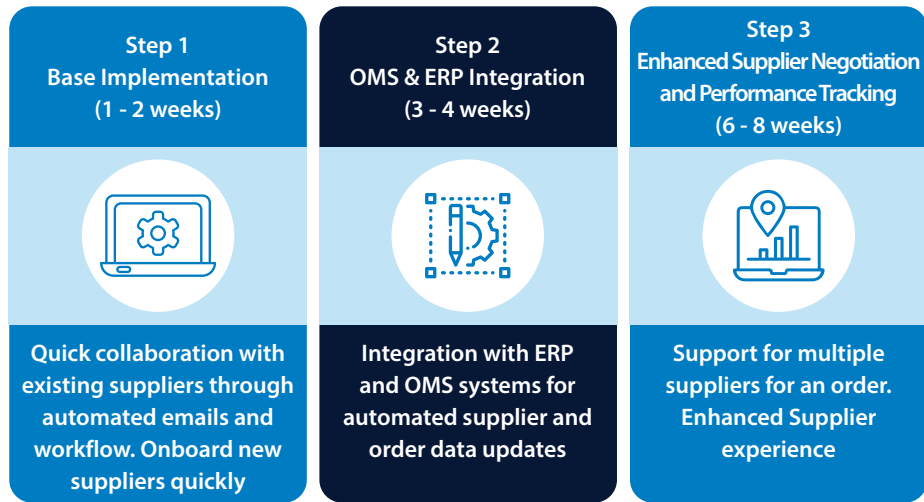 Step 1
Base Implementation
(1 - 2 weeks)
Quick collaboration with
existing suppliers through
automated emails and
workflow. Onboard new
suppliers quickly
Step 2
OMS & ERP Integration
(3 - 4 weeks)
Integration with ERP
and OMS systems for
automated supplier and
order data updates
Step 3
Enhanced Supplier Negotiation
and Performance Tracking
(6 - 8 weeks)
Support for multiple
suppliers for an order.
Enhanced Supplier
experience